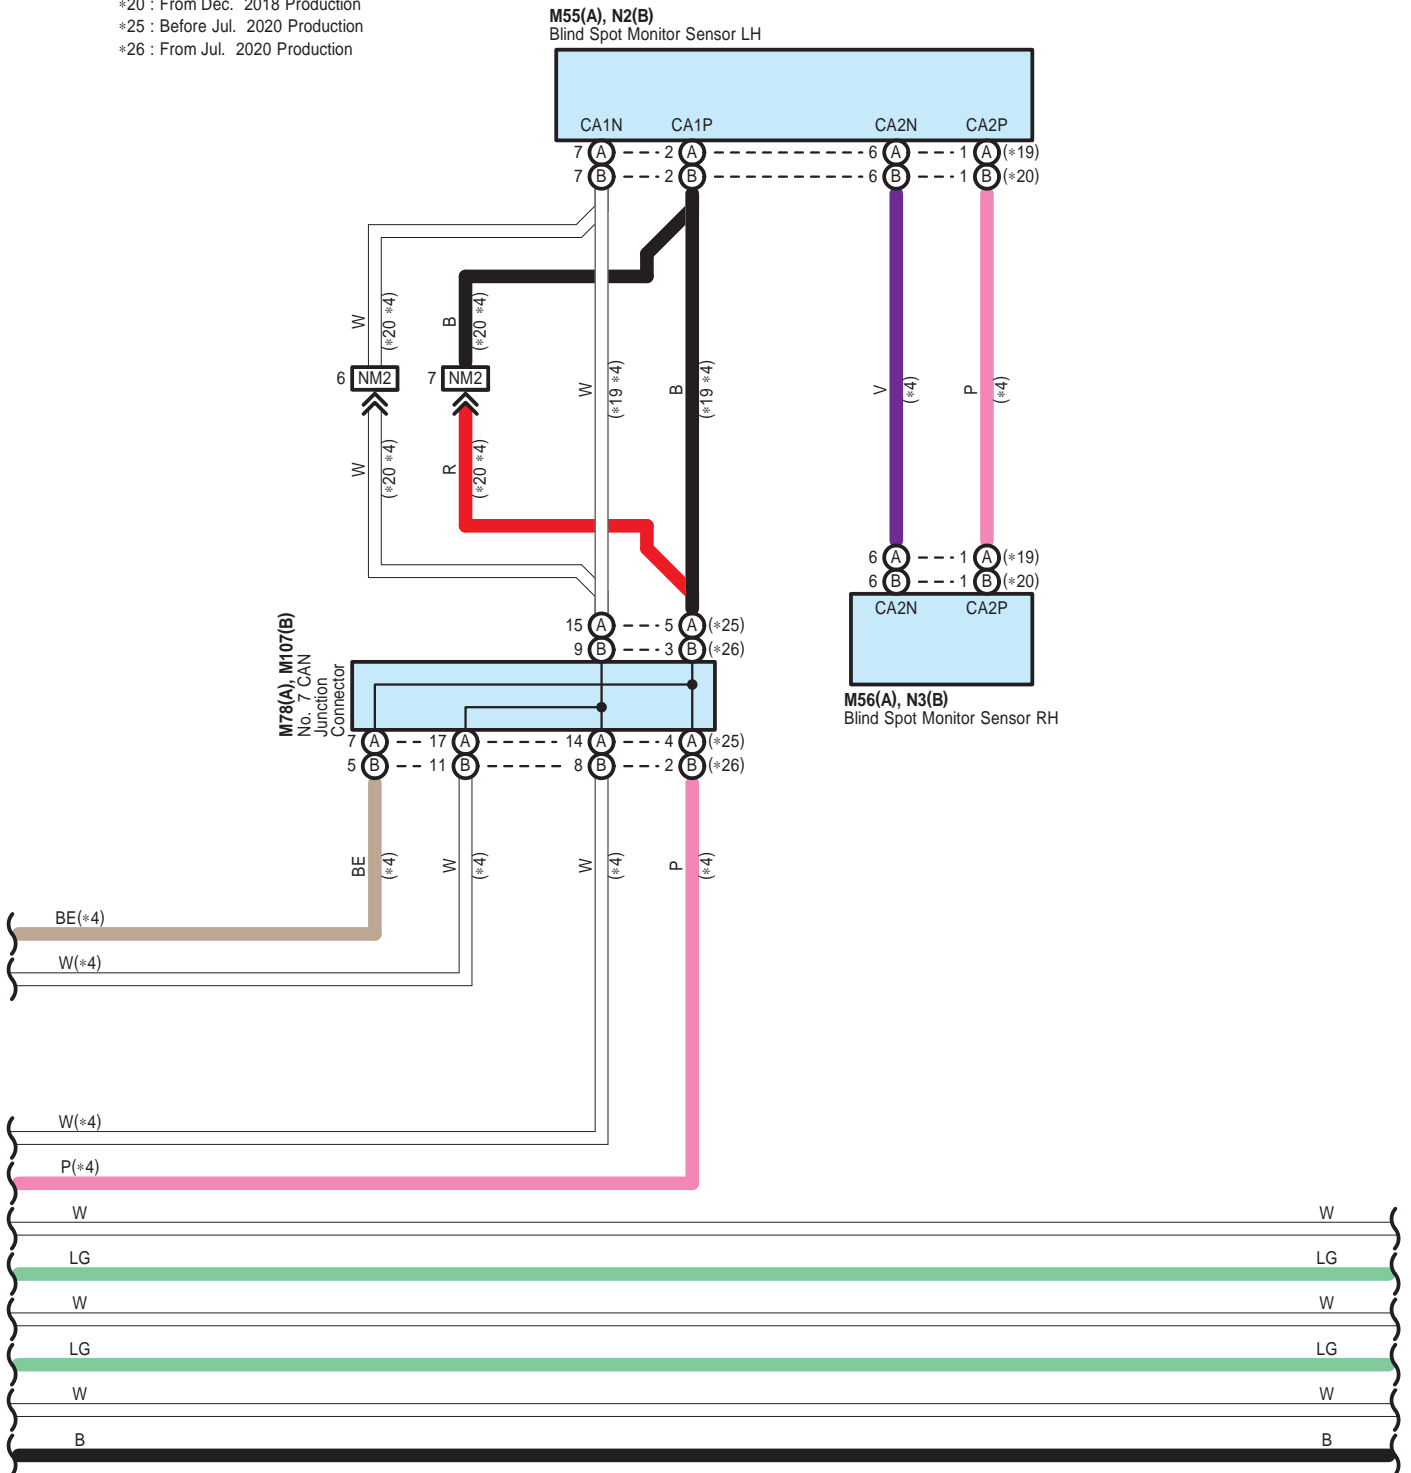 *20 : From Dec. 2018 Production
*25 : Before Jul. 2020 Production
*26 : From Jul. 2020 Production
M55(A), N2(B)
Blind Spot Monitor Sensor LH
CA1N CA1P CA2N CA2P
7 A 2 A 6 A 1 A (*19)
7 B 2 B 6 B 1 B (*20)
W (*20 *4) B (*20 *4)
6 NM2 7 NM2
W (*19 *4) B (*19 *4) V (*4) P (*4)
W (*20 *4) R (*20 *4)
6 A 1 A (*19)
6 B 1 B (*20)
CA2N CA2P
M56(A), N3(B)
Blind Spot Monitor Sensor RH
15 A 5 A (*25)
9 B 3 B (*26)
M78(A), M107(B)
No. 7 CAN
Junction
Connector
7 A 17 A 14 A 4 A (*25)
5 B 11 B 8 B 2 B (*26)
BE (*4) W (*4) W (*4) P (*4)
BE(*4)
W(*4)
W(*4)
P(*4)
W W
LG LG
W W
LG LG
W W
B B